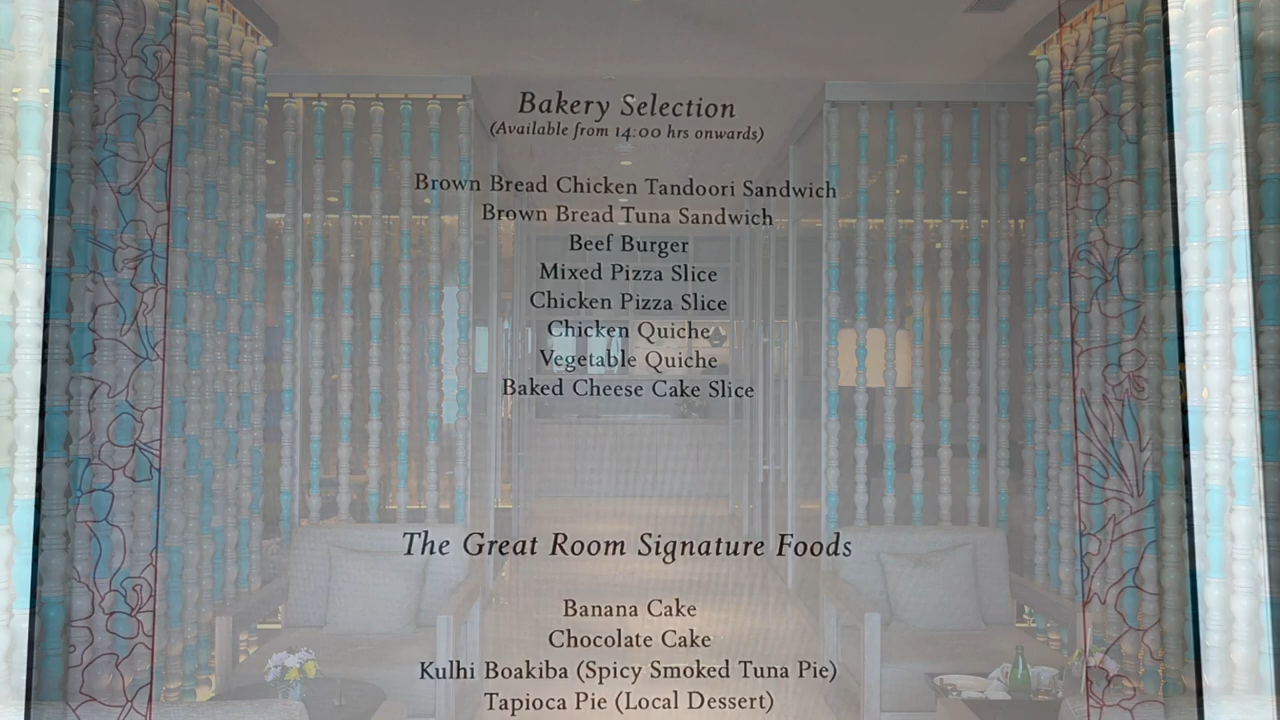 Bakery Selection
(Available from 14:00 hrs onwards)
Brown Bread Chicken Tandoori Sandwich
Brown Bread Tuna Sandwich
Beef Burger
Mixed Pizza Slice
Chicken Pizza Slice
Chicken Quiche
Vegetable Quiche
Baked Cheese Cake Slice
The Great Room Signature Foods
Banana Cake
Chocolate Cake
Kulhi Boakiba (Spicy Smoked Tuna Pie)
Tapioca Pie (Local Dessert)